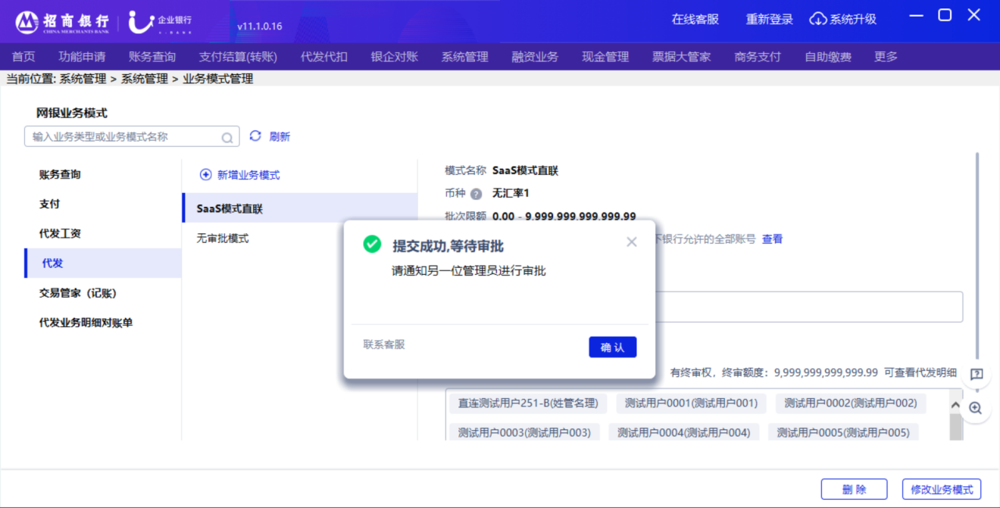 招商银行
CHINA MERCHANTS BANK
企业银行
U-BANK
v11.1.0.16
在线客服 重新登录 系统升级
首页 功能申请 账务查询 支付结算(转账) 代发代扣 银企对账 系统管理 融资业务 现金管理 票据大管家 商务支付 自助缴费 更多
当前位置: 系统管理 > 系统管理 > 业务模式管理
网银业务模式
输入业务类型或业务模式名称 刷新
账务查询
支付
代发工资
代发
交易管家（记账）
代发业务明细对账单
新增业务模式
SaaS模式直联
无审批模式
模式名称 SaaS模式直联
币种 ? 无汇率1
批次限额 0.00 - 9,999,999,999,999.99
下银行允许的全部账号 查看
提交成功,等待审批
请通知另一位管理员进行审批
联系客服 确 认
有终审权，终审额度：9,999,999,999,999.99 可查看代发明细
直连测试用户251-B(姓管名理) 测试用户0001(测试用户001) 测试用户0002(测试用户002)
测试用户0003(测试用户003) 测试用户0004(测试用户004) 测试用户0005(测试用户005)
删 除 修改业务模式